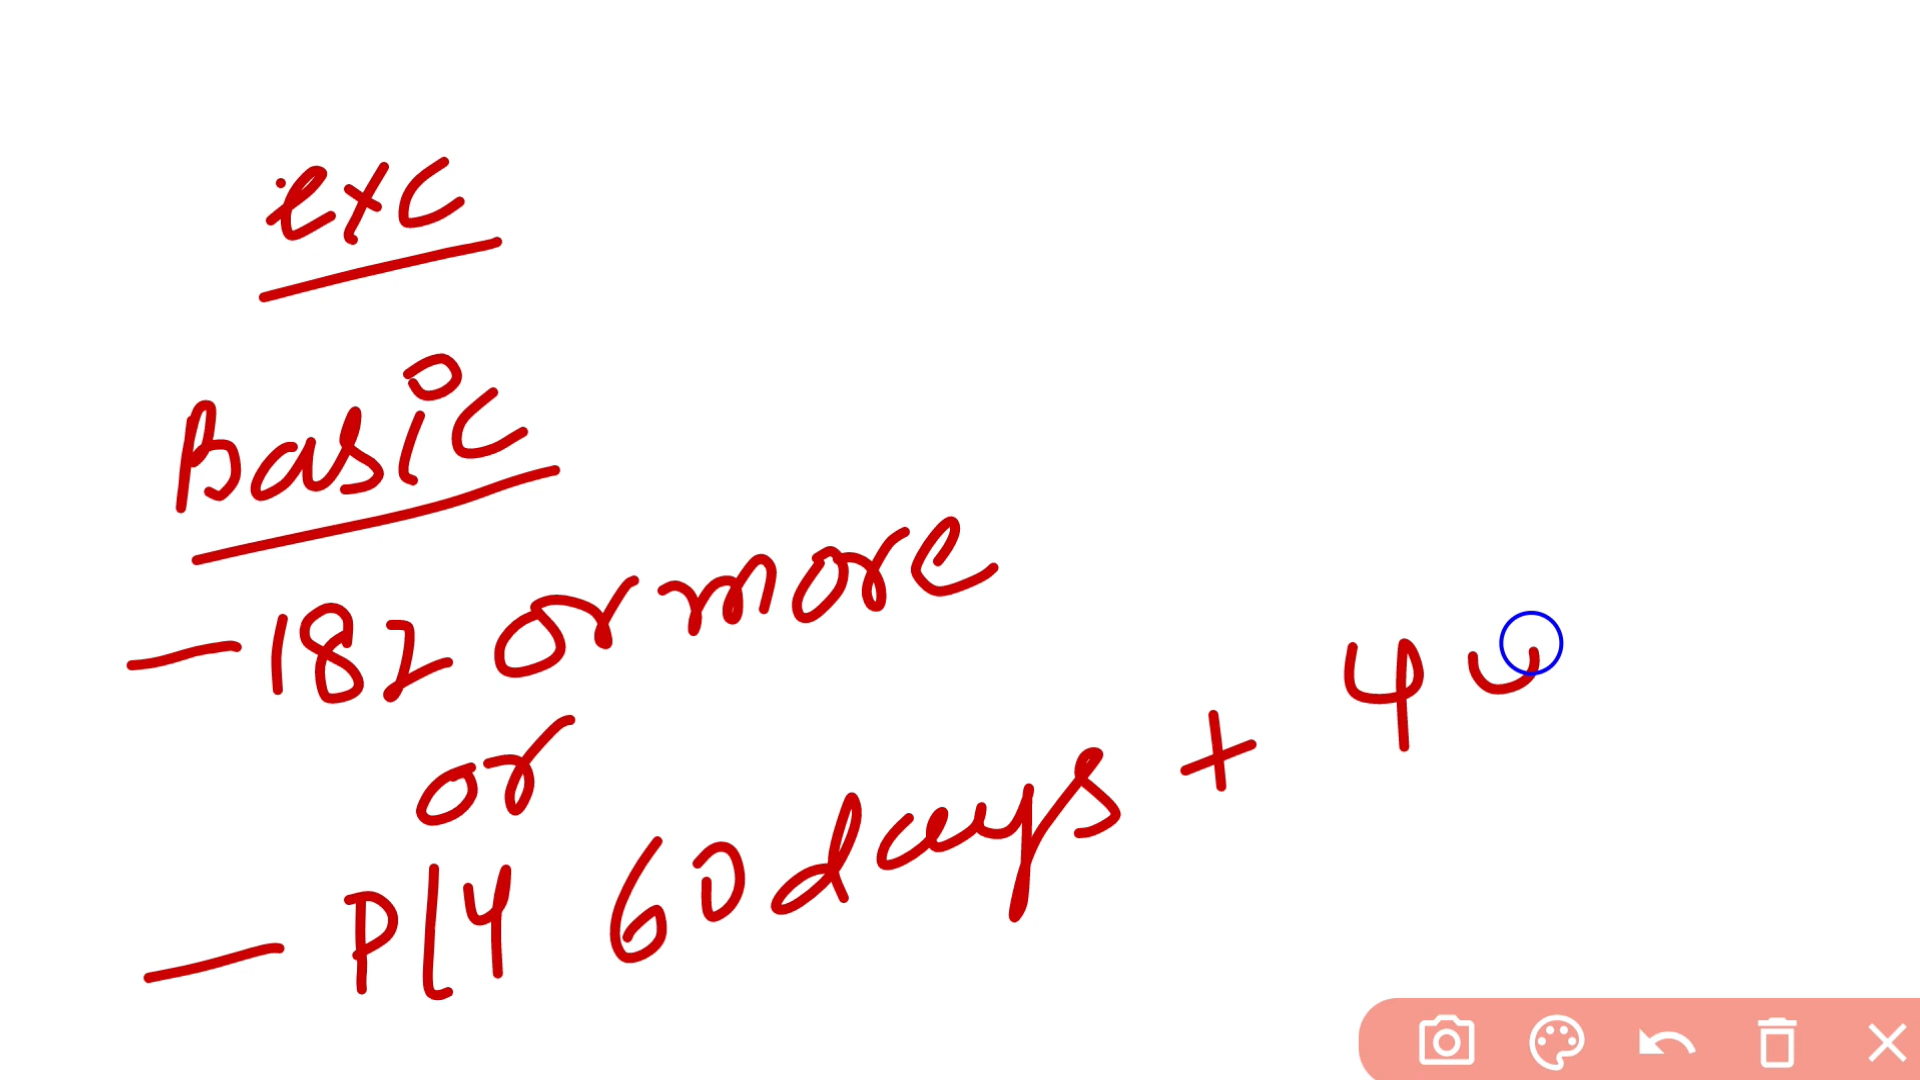 exc
Basic
— 182 or more
or
— P/Y 60 days + 4